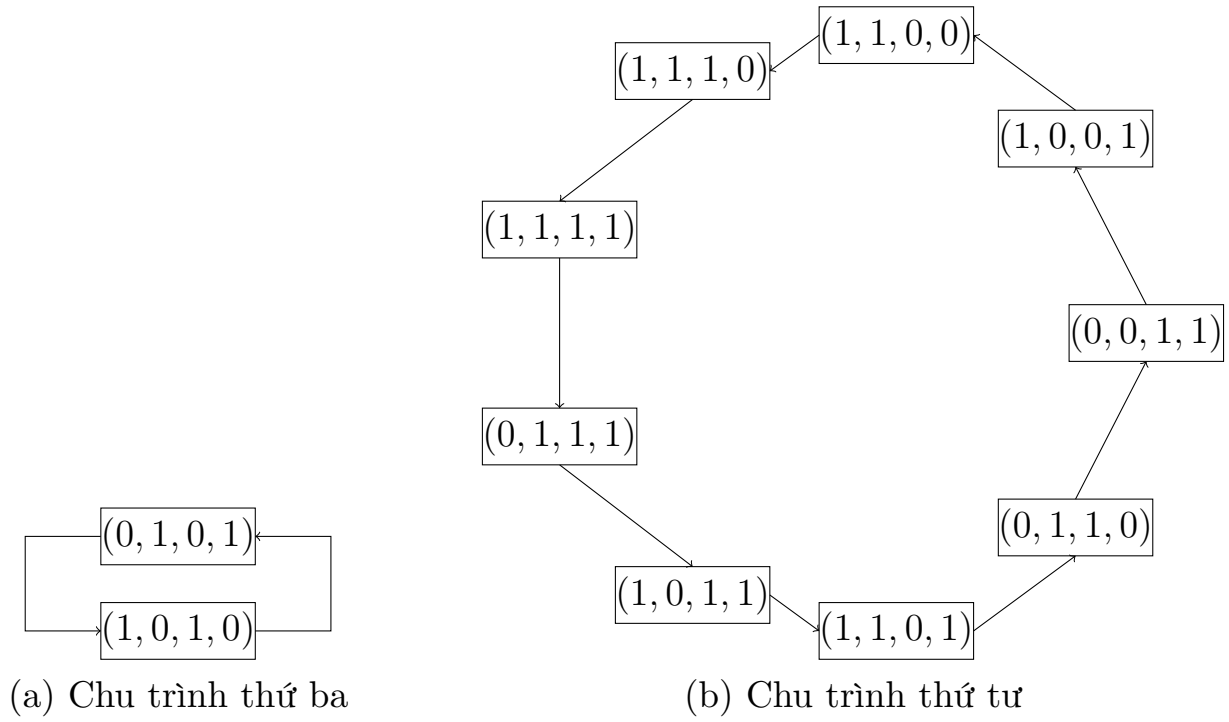 (1, 1, 0, 0)
(1, 1, 1, 0)
(1, 0, 0, 1)
(1, 1, 1, 1)
(0, 0, 1, 1)
(0, 1, 1, 1)
(0, 1, 0, 1)
(0, 1, 1, 0)
(1, 0, 1, 1)
(1, 0, 1, 0)
(1, 1, 0, 1)
(a) Chu trình thứ ba
(b) Chu trình thứ tư